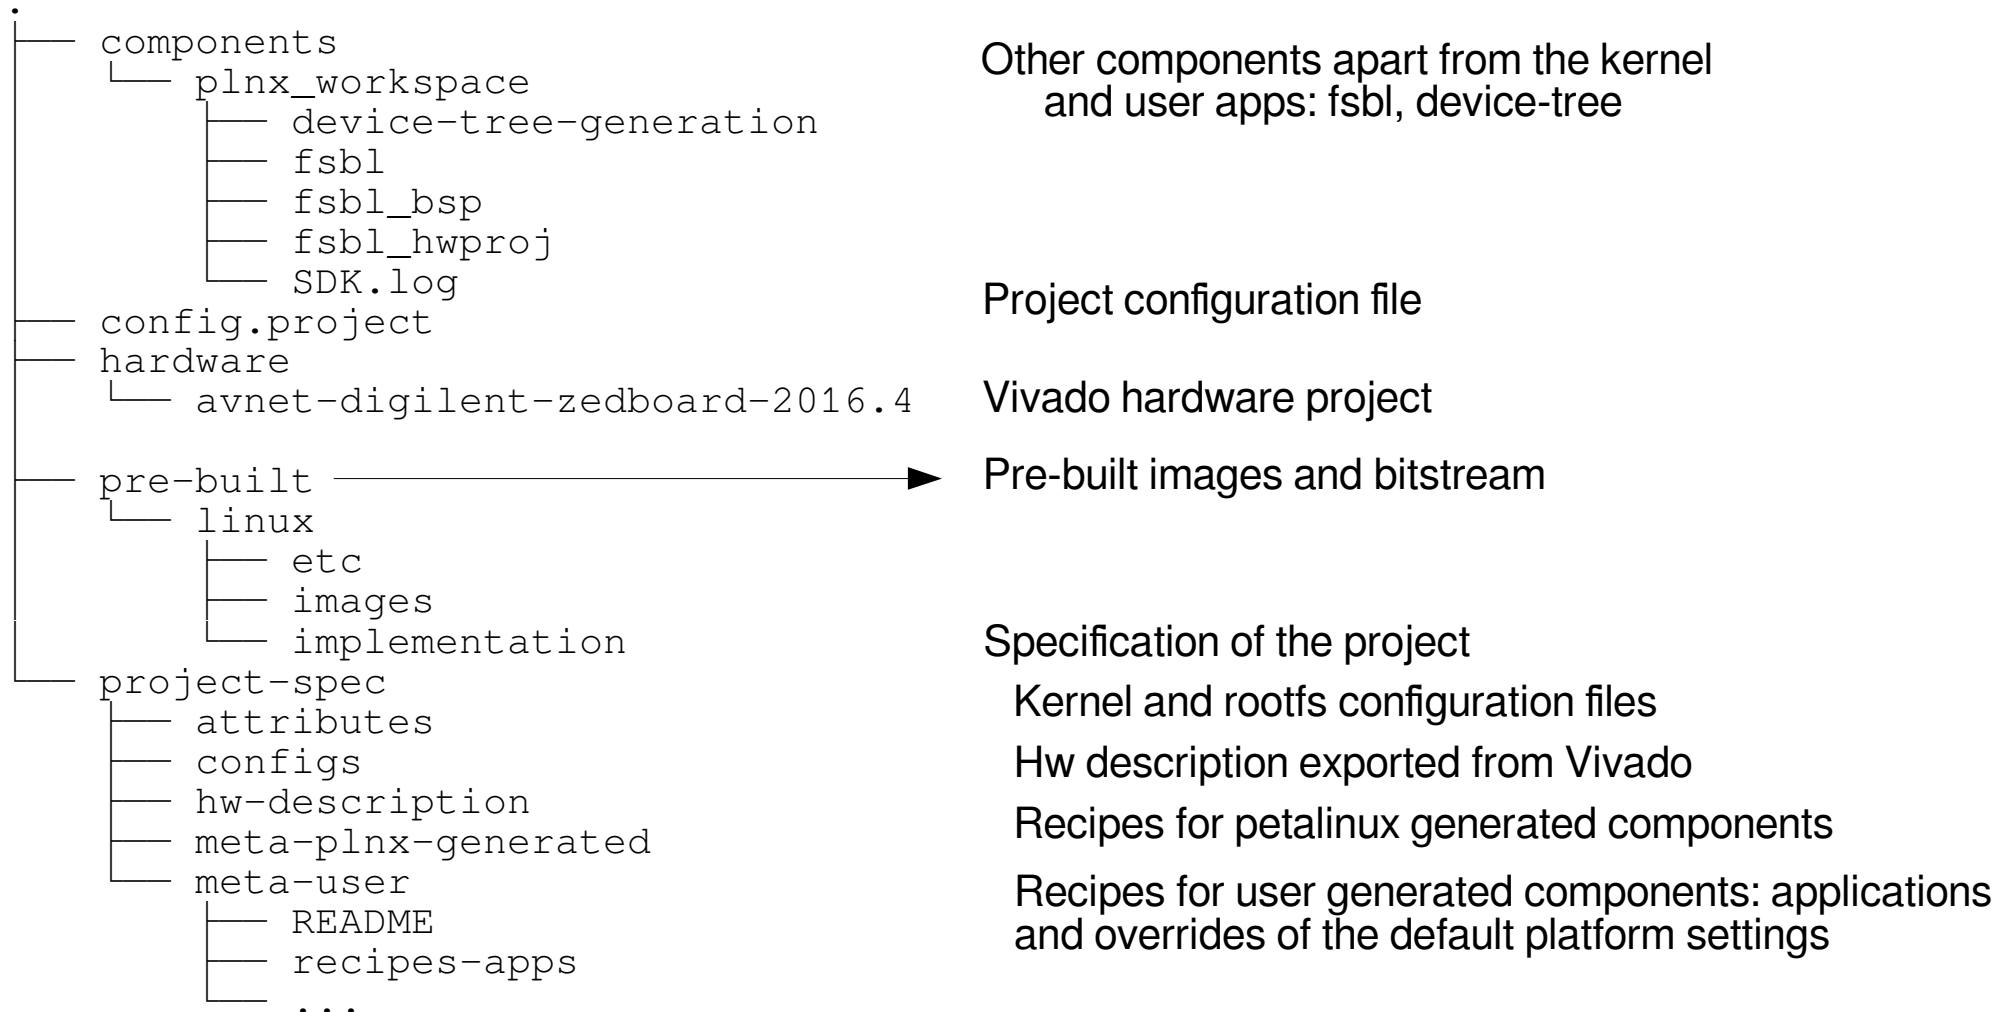 .
components
plnx_workspace
device-tree-generation
fsbl
fsbl_bsp
fsbl_hwproj
SDK.log
config.project
hardware
avnet-digilent-zedboard-2016.4
pre-built
linux
etc
images
implementation
project-spec
attributes
configs
hw-description
meta-plnx-generated
meta-user
README
recipes-apps
...
Other components apart from the kernel
and user apps: fsbl, device-tree
Project configuration file
Vivado hardware project
Pre-built images and bitstream
Specification of the project
Kernel and rootfs configuration files
Hw description exported from Vivado
Recipes for petalinux generated components
Recipes for user generated components: applications
and overrides of the default platform settings